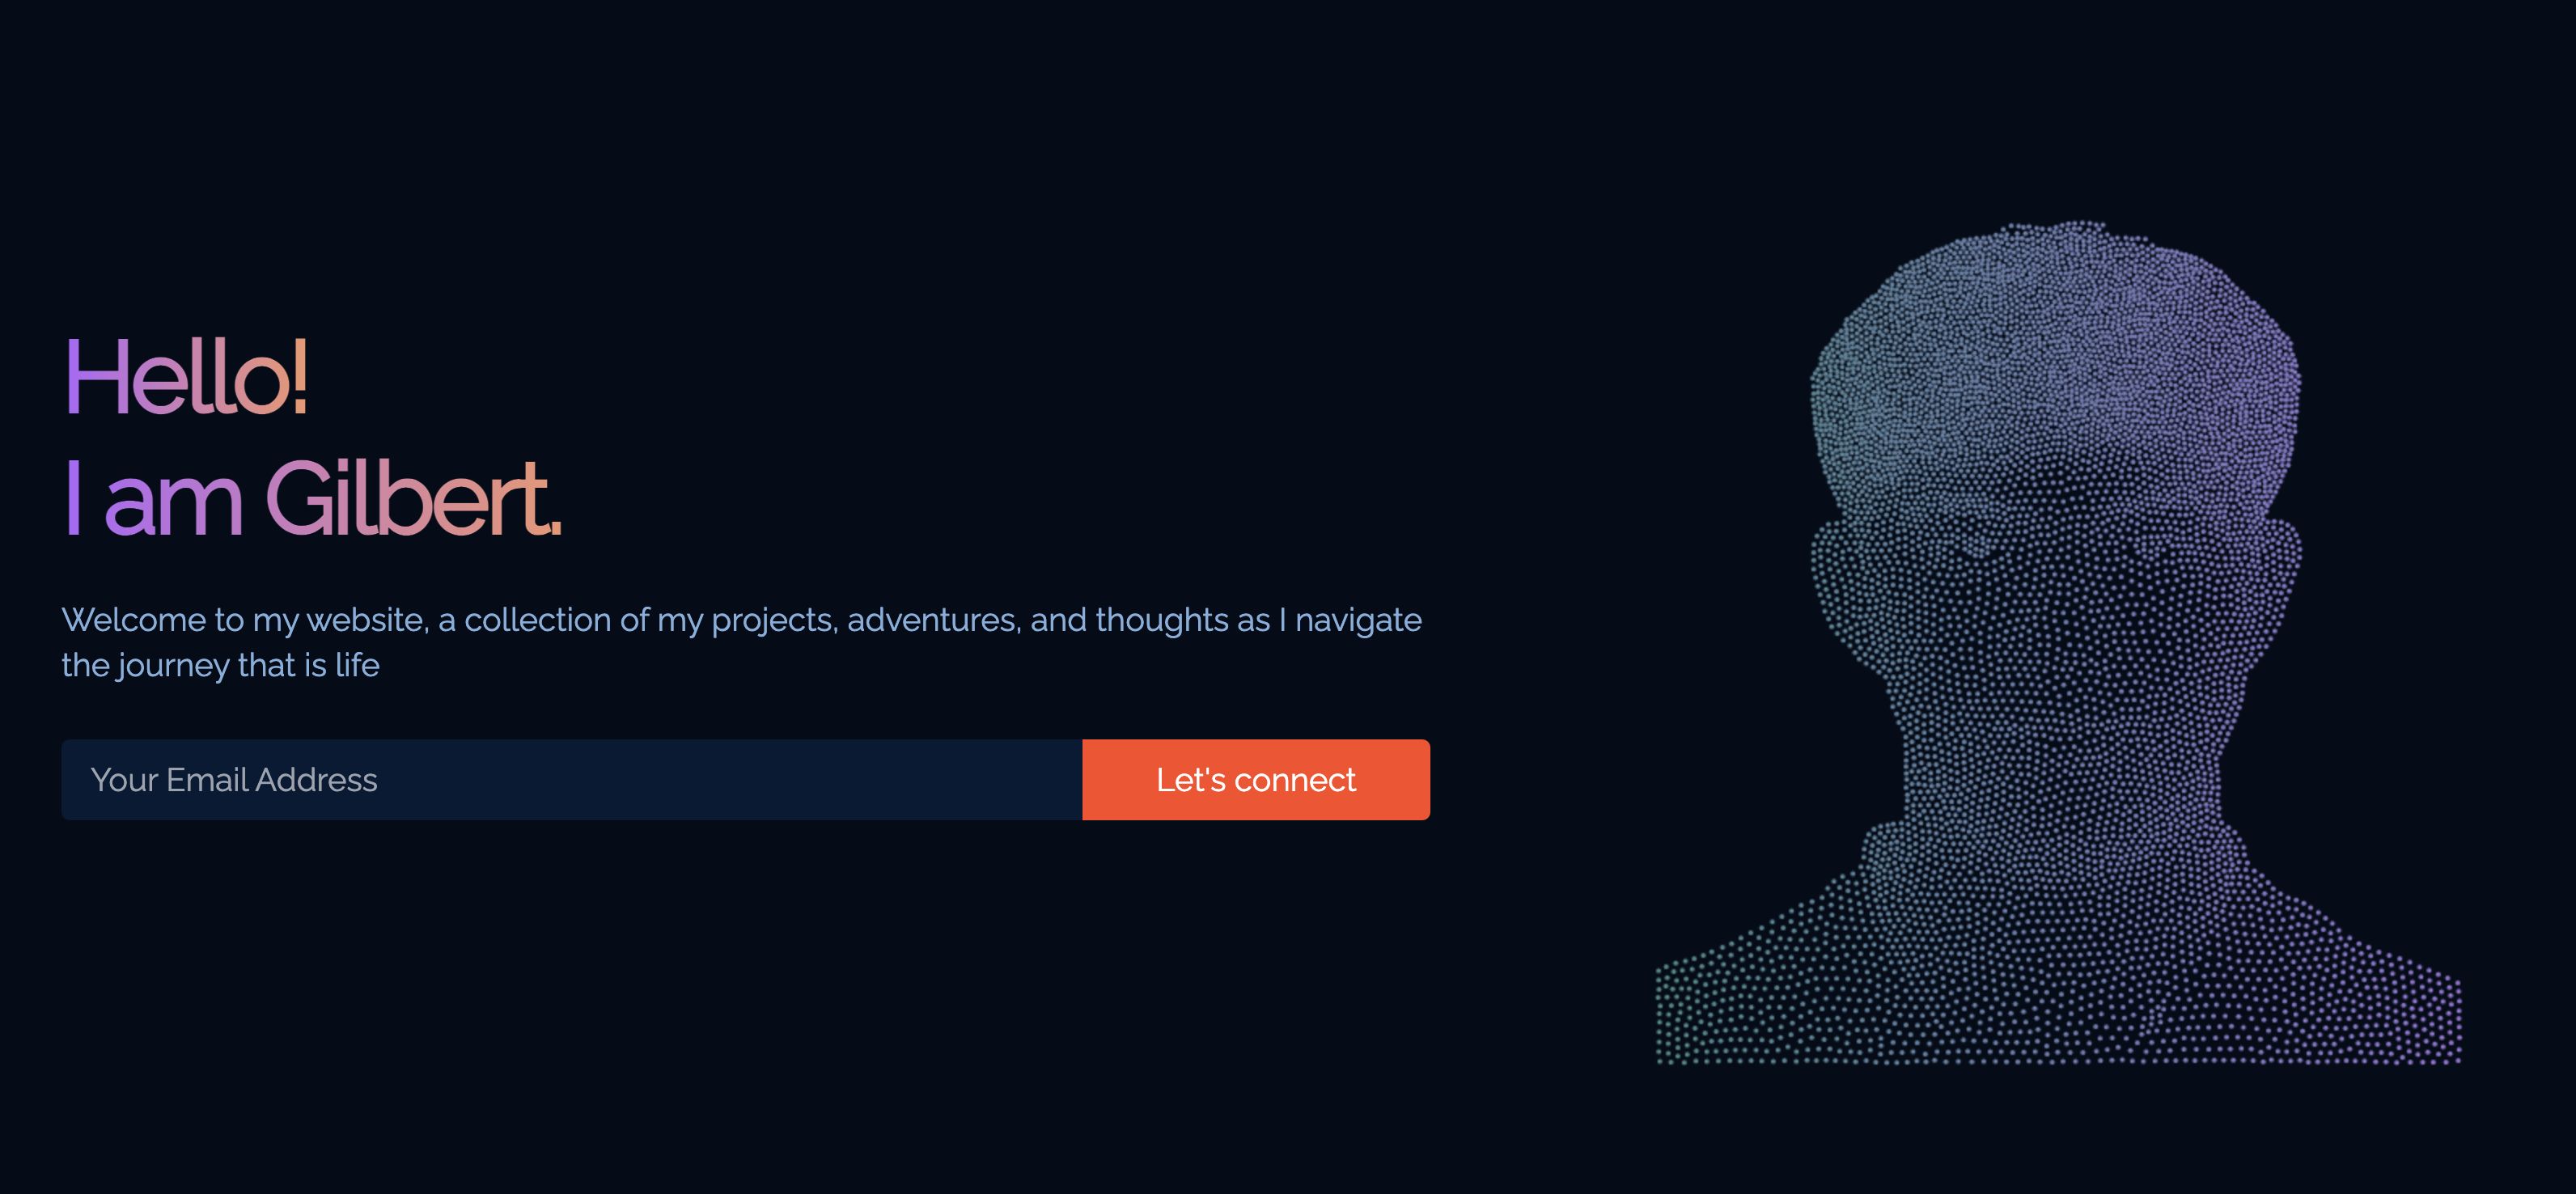 Hello!
I am Gilbert.
Welcome to my website, a collection of my projects, adventures, and thoughts as I navigate
the journey that is life
Your Email Address
Let's connect